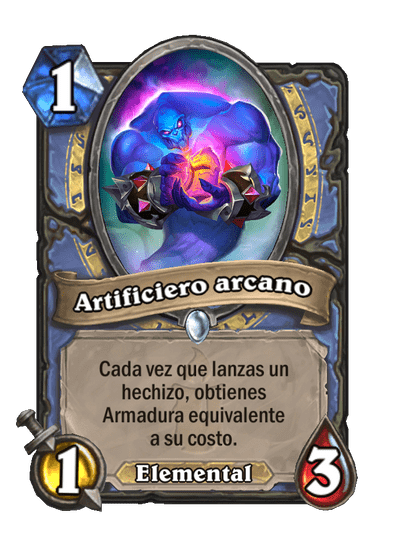 1
Artificiero arcano
Cada vez que lanzas un
hechizo, obtienes
Armadura equivalente
a su costo.
1
Elemental
3